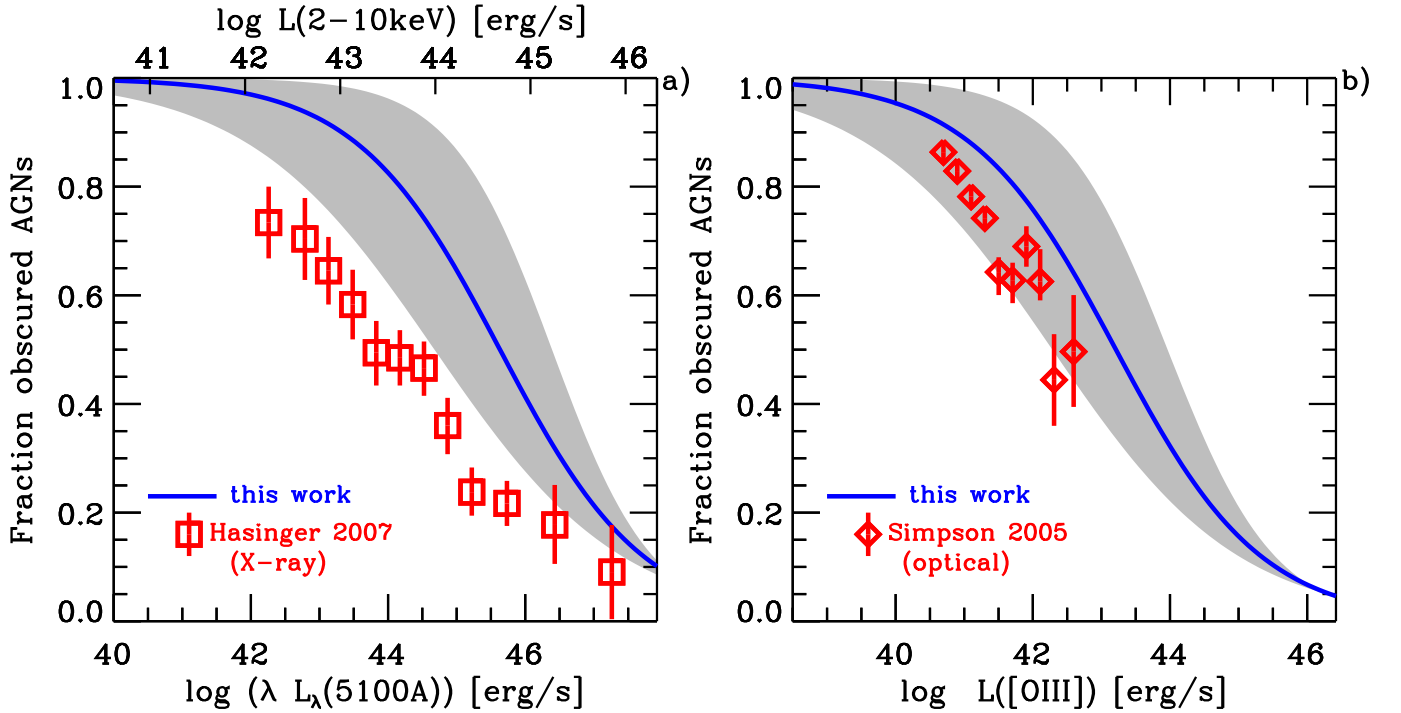 log L(2−10keV) [erg/s]
41 42 43 44 45 46
a)
1.0
0.8
0.6
0.4
0.2
0.0
Fraction obscured AGNs
this work
Hasinger 2007
(X−ray)
40 42 44 46
log (λ Lλ(5100A)) [erg/s]
b)
1.0
0.8
0.6
0.4
0.2
0.0
Fraction obscured AGNs
this work
Simpson 2005
(optical)
40 42 44 46
log L([OIII]) [erg/s]